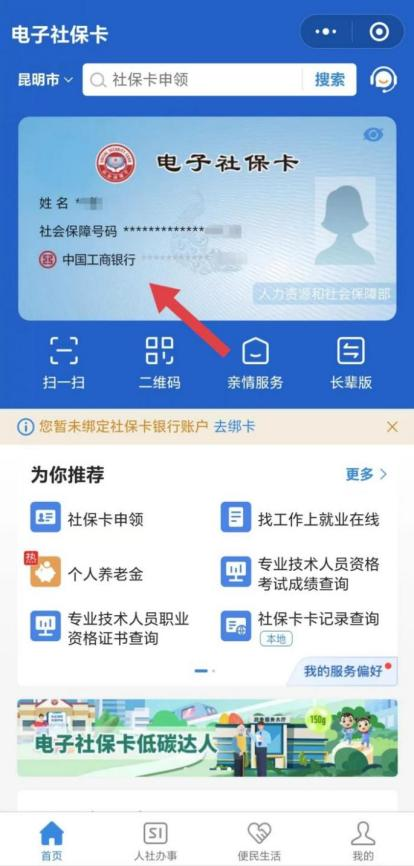 电子社保卡
昆明市
社保卡申领
搜索
电子社保卡
姓名
社会保障号码 *************
中国工商银行
人力资源和社会保障部
扫一扫
二维码
亲情服务
长辈版
您暂未绑定社保卡银行账户 去绑卡
为你推荐
更多
社保卡申领
找工作上就业在线
热
个人养老金
专业技术人员资格
考试成绩查询
专业技术人员职业
资格证书查询
社保卡卡记录查询
本地
我的服务偏好
电子社保卡低碳达人
150g
首页
SI
人社办事
便民生活
我的